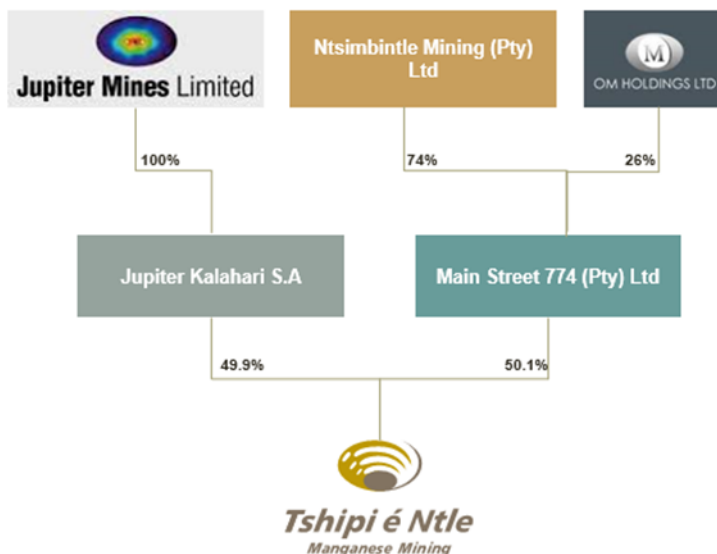 Jupiter Mines Limited
Ntsimbintle Mining (Pty)
Ltd
M
OM HOLDINGS LTD
100%
74%
26%
Jupiter Kalahari S.A
Main Street 774 (Pty) Ltd
49.9%
50.1%
Tshipi é Ntle
Manganese Mining